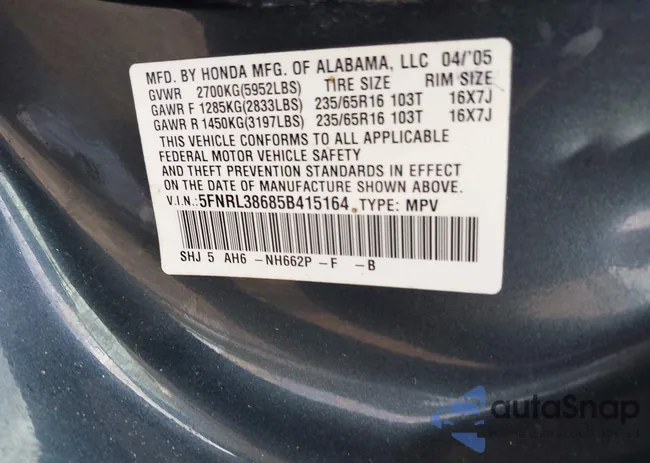 MFD. BY HONDA MFG. OF ALABAMA, LLC 04/'05
GVWR 2700KG(5952LBS) TIRE SIZE RIM SIZE
GAWR F 1285KG(2833LBS) 235/65R16 103T 16X7J
GAWR R 1450KG(3197LBS) 235/65R16 103T 16X7J
THIS VEHICLE CONFORMS TO ALL APPLICABLE
FEDERAL MOTOR VEHICLE SAFETY
AND THEFT PREVENTION STANDARDS IN EFFECT
ON THE DATE OF MANUFACTURE SHOWN ABOVE.
V.I.N.: 5FNRL38685B415164 TYPE: MPV
SHJ 5 AH6 -NH662P -F -B
autoSnap